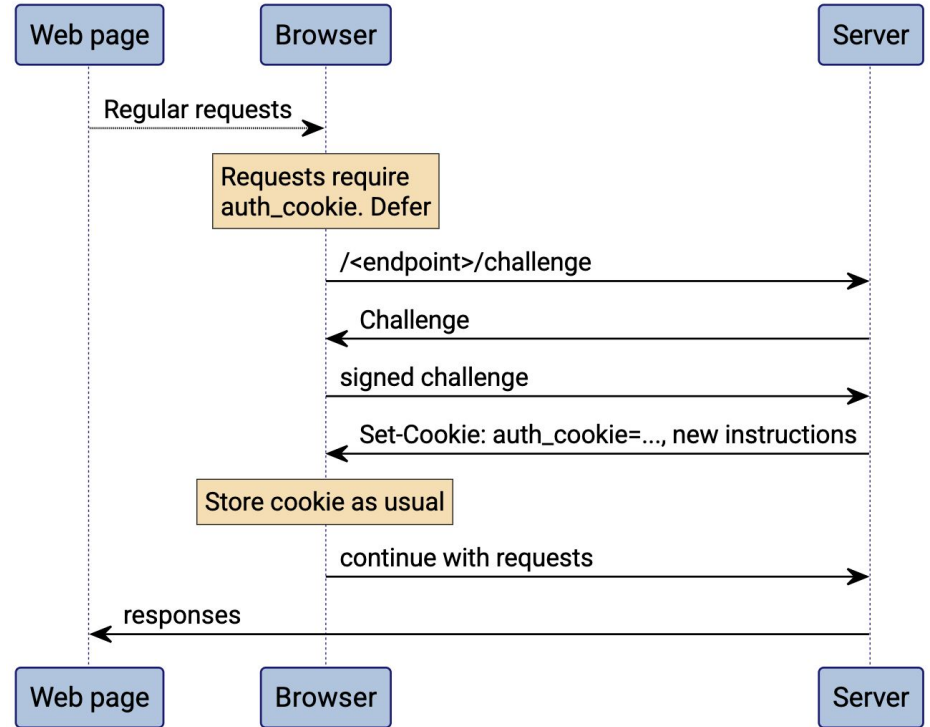 Web page
Browser
Server
Regular requests
Requests require
auth_cookie. Defer
/<endpoint>/challenge
Challenge
signed challenge
Set-Cookie: auth_cookie=..., new instructions
Store cookie as usual
continue with requests
responses
Web page
Browser
Server